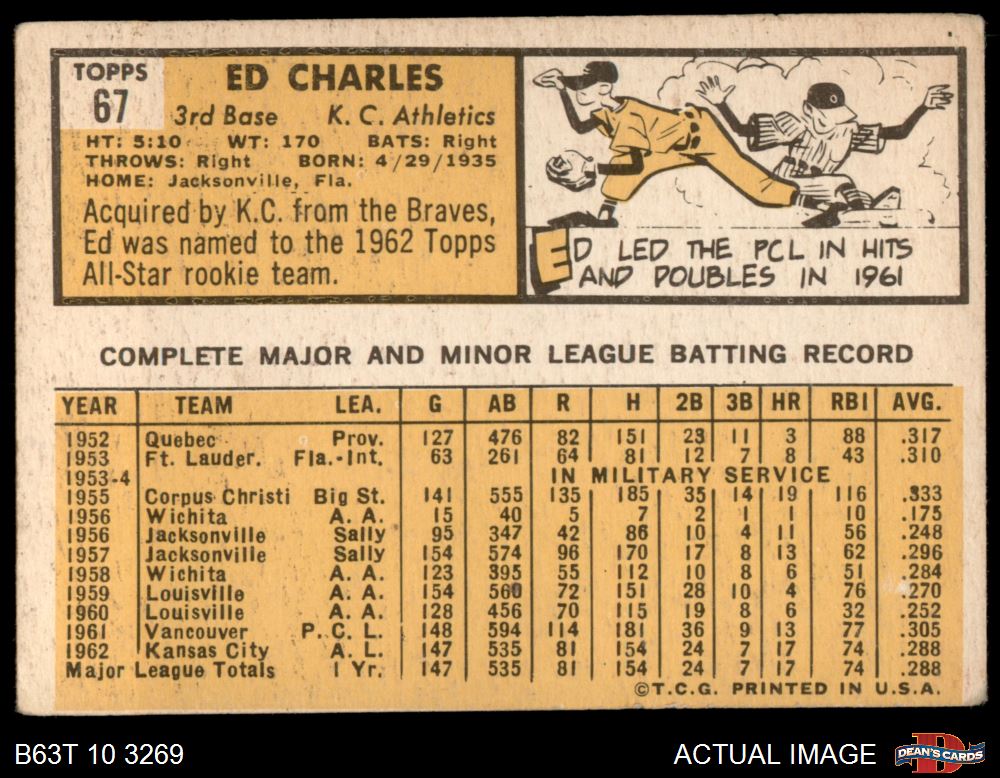 TOPPS
67
ED CHARLES
3rd Base K. C. Athletics
HT: 5:10 WT: 170 BATS: Right
THROWS: Right BORN: 4/29/1935
HOME: Jacksonville, Fla.
Acquired by K.C. from the Braves,
Ed was named to the 1962 Topps
All-Star rookie team.
ED LED THE PCL IN HITS
AND DOUBLES IN 1961
COMPLETE MAJOR AND MINOR LEAGUE BATTING RECORD
YEAR TEAM LEA. G AB R H 2B 3B HR RBI AVG.
1952 Quebec Prov. 127 476 82 151 23 11 3 88 .317
1953 Ft. Lauder. Fla.-Int. 63 261 64 81 12 7 8 43 .310
1953-4 IN MILITARY SERVICE
1955 Corpus Christi Big St. 141 555 135 185 35 14 19 116 .333
1956 Wichita A. A. 15 40 5 7 2 1 1 10 .175
1956 Jacksonville Sally 95 347 42 86 10 4 11 56 .248
1957 Jacksonville Sally 154 574 96 170 17 8 13 62 .296
1958 Wichita A. A. 123 395 55 112 10 8 6 51 .284
1959 Louisville A. A. 154 560 72 151 28 10 4 76 .270
1960 Louisville A. A. 128 456 70 115 19 8 6 32 .252
1961 Vancouver P. C. L. 148 594 114 181 36 9 13 77 .305
1962 Kansas City A. L. 147 535 81 154 24 7 17 74 .288
Major League Totals 1 Yr. 147 535 81 154 24 7 17 74 .288
©T.C.G. PRINTED IN U.S.A.
B63T 10 3269 ACTUAL IMAGE DEAN'S CARDS